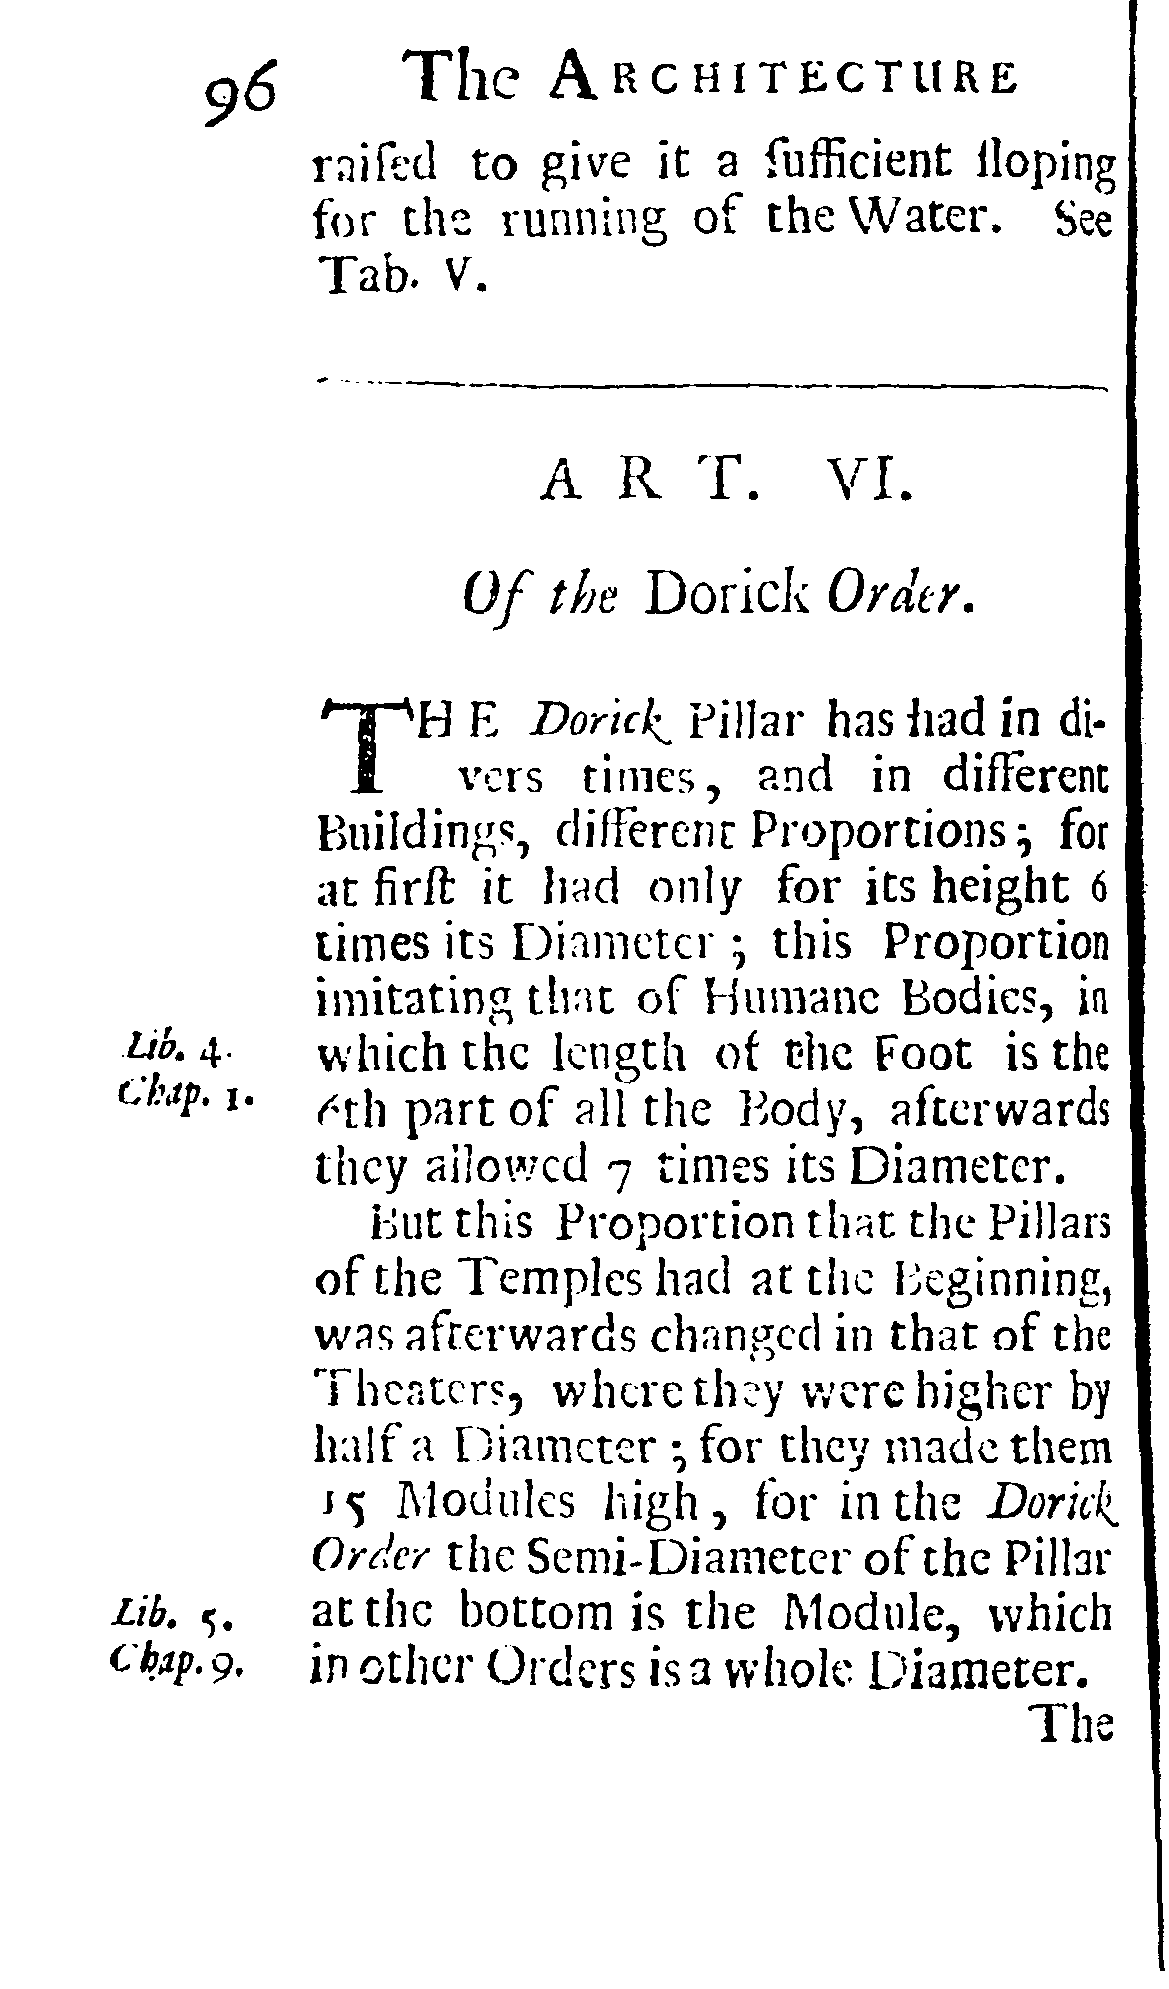 96 The ARCHITECTURE
raiſed to give it a ſufficient ſloping
for the running of the Water. See
Tab. V.
ART. VI.
Of the Dorick Order.
THE Dorick Pillar has had in di-
vers times, and in different
Buildings, different Proportions; for
at firſt it had only for its height 6
times its Diameter; this Proportion
imitating that of Humane Bodies, in
Lib. 4. which the length of the Foot is the
Chap. 1. 6th part of all the Body, afterwards
they allowed 7 times its Diameter.
But this Proportion that the Pillars
of the Temples had at the Beginning,
was afterwards changed in that of the
Theaters, where they were higher by
half a Diameter; for they made them
15 Modules high, for in the Dorick
Order the Semi-Diameter of the Pillar
Lib. 5. at the bottom is the Module, which
Chap. 9. in other Orders is a whole Diameter.
The